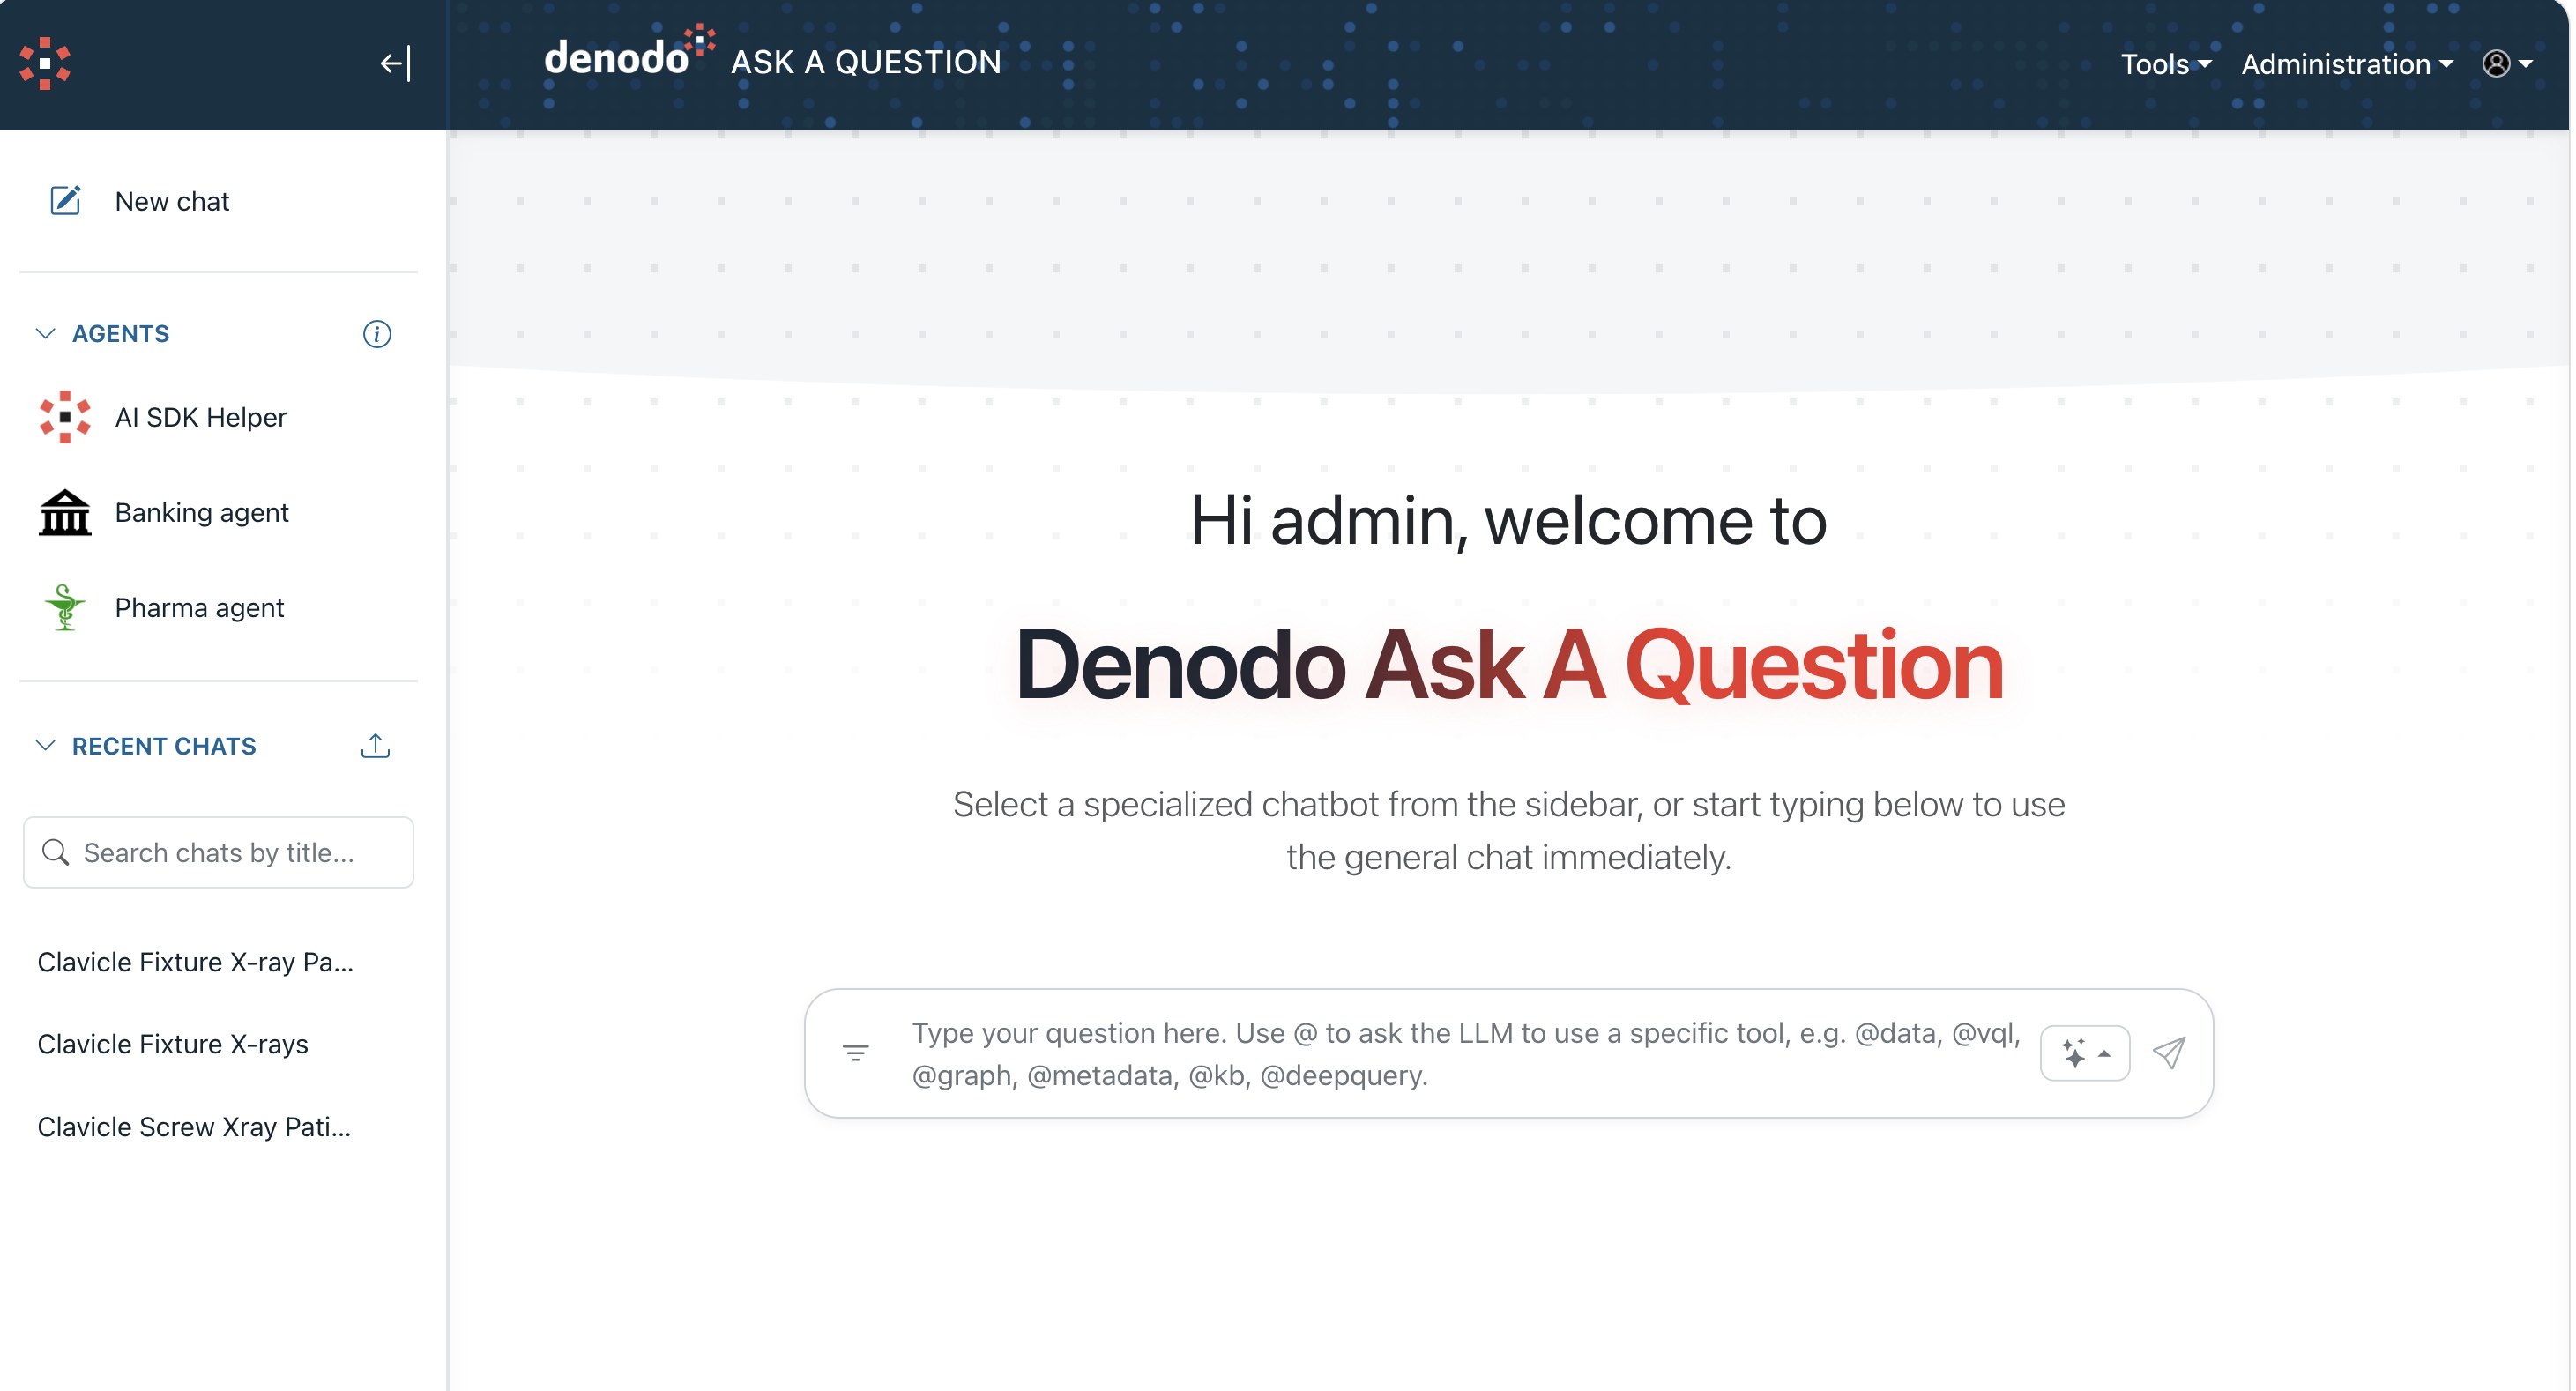 denodo ASK A QUESTION
Tools
Administration
New chat
AGENTS
AI SDK Helper
Banking agent
Pharma agent
RECENT CHATS
Search chats by title...
Clavicle Fixture X-ray Pa...
Clavicle Fixture X-rays
Clavicle Screw Xray Pati...
Hi admin, welcome to
Denodo Ask A Question
Select a specialized chatbot from the sidebar, or start typing below to use
the general chat immediately.
Type your question here. Use @ to ask the LLM to use a specific tool, e.g. @data, @vql,
@graph, @metadata, @kb, @deepquery.